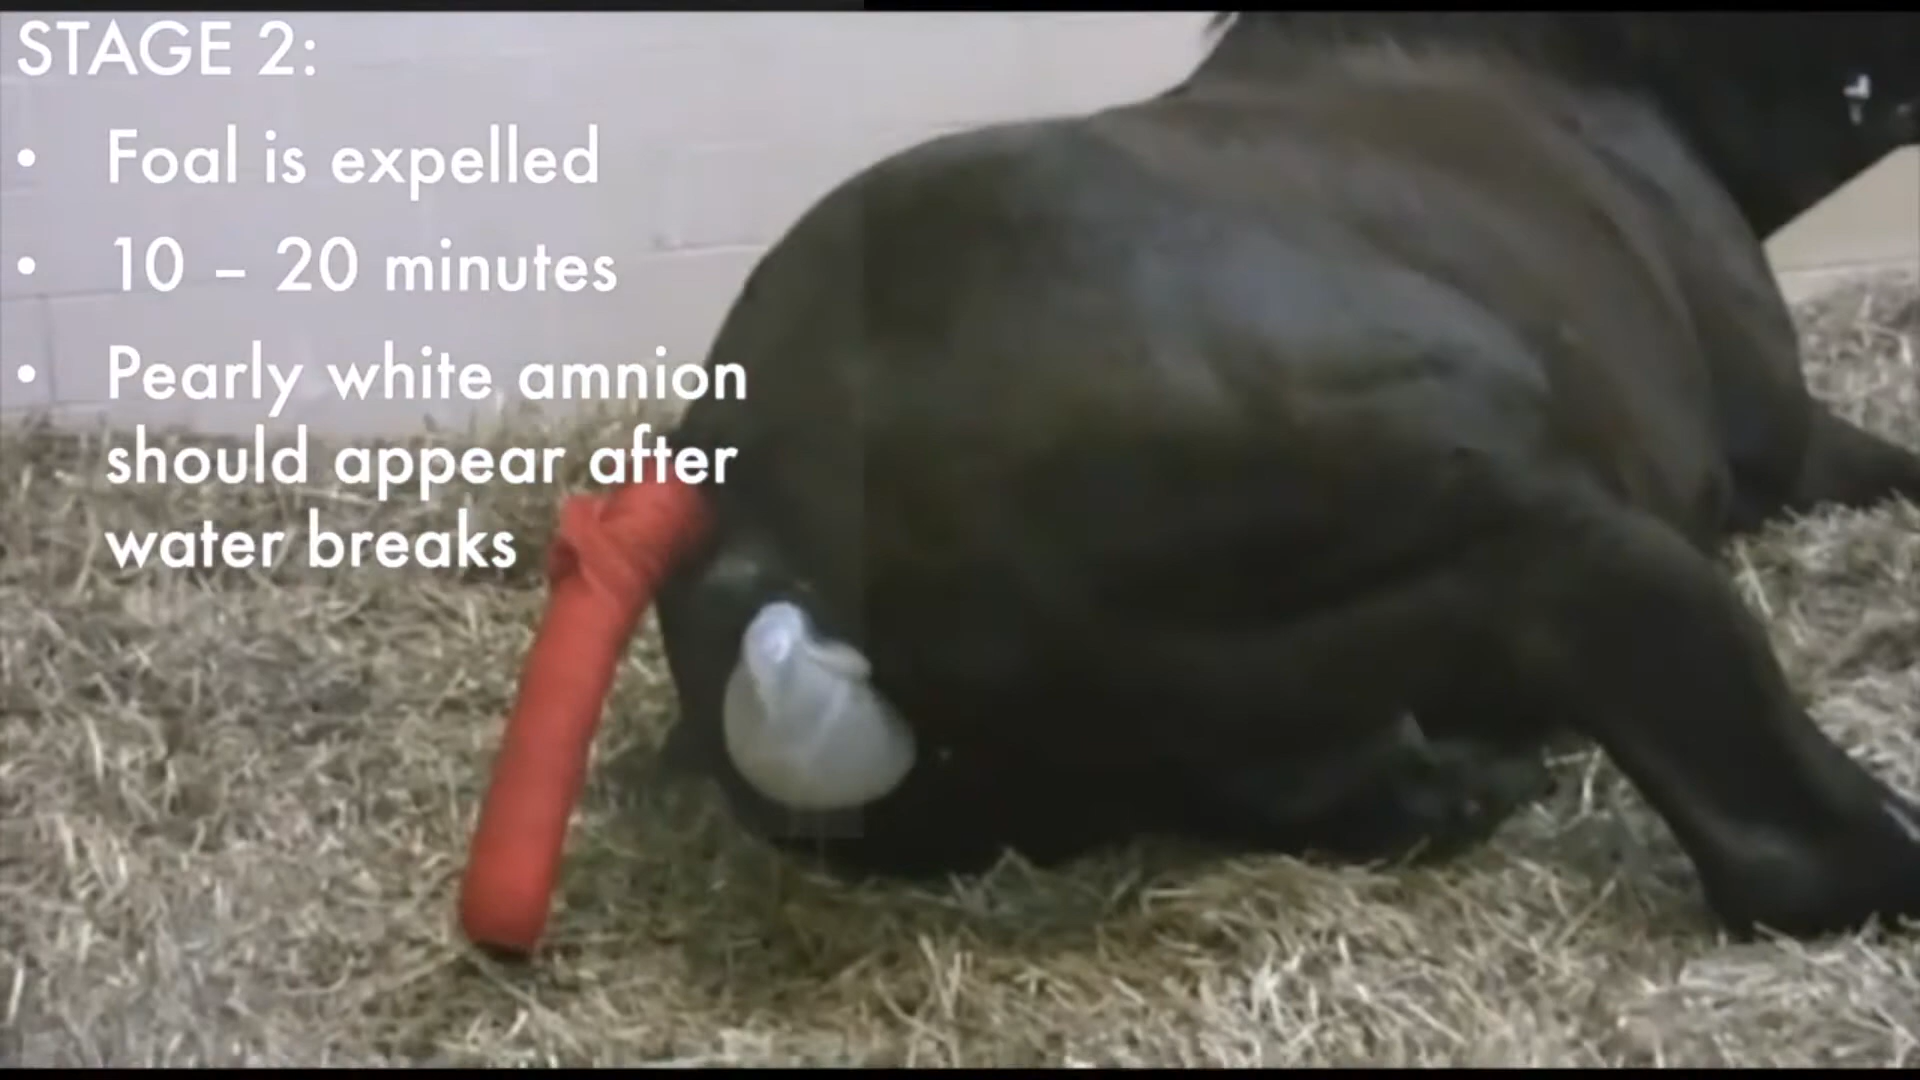 STAGE 2:
• Foal is expelled
• 10 – 20 minutes
• Pearly white amnion
should appear after
water breaks